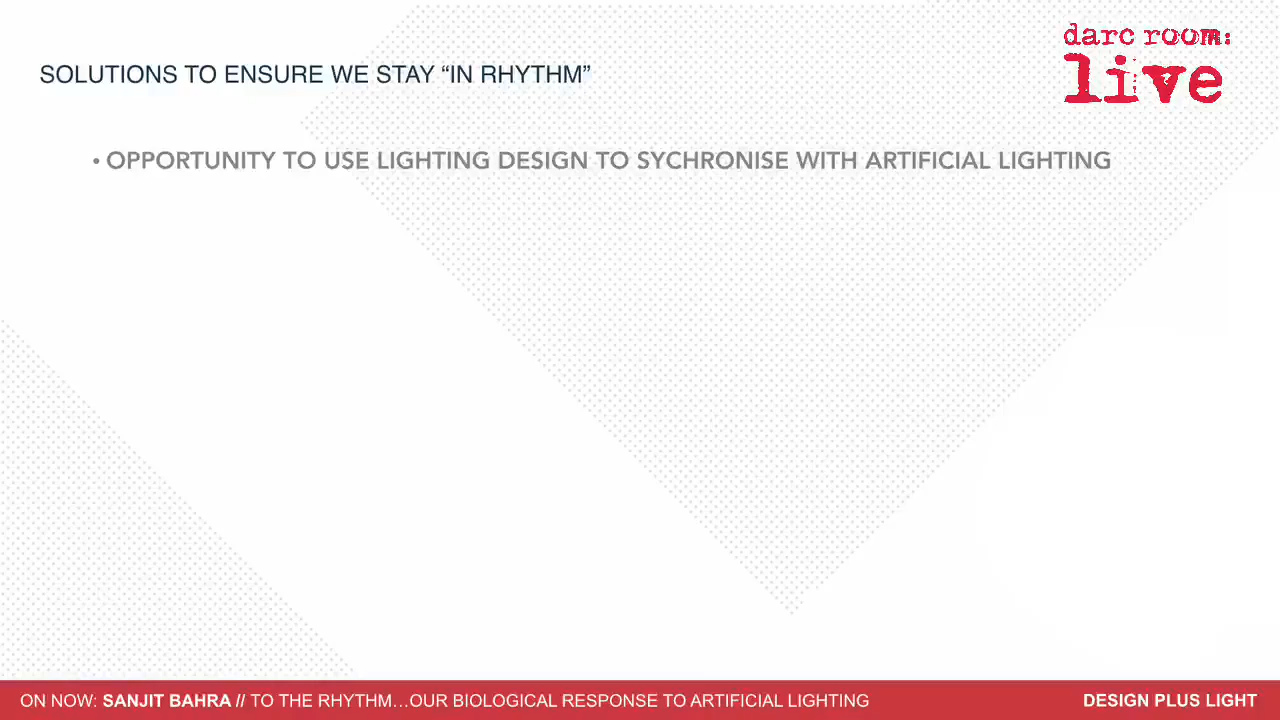 darc room:
live
SOLUTIONS TO ENSURE WE STAY “IN RHYTHM”
• OPPORTUNITY TO USE LIGHTING DESIGN TO SYCHRONISE WITH ARTIFICIAL LIGHTING
ON NOW: SANJIT BAHRA // TO THE RHYTHM…OUR BIOLOGICAL RESPONSE TO ARTIFICIAL LIGHTING
DESIGN PLUS LIGHT